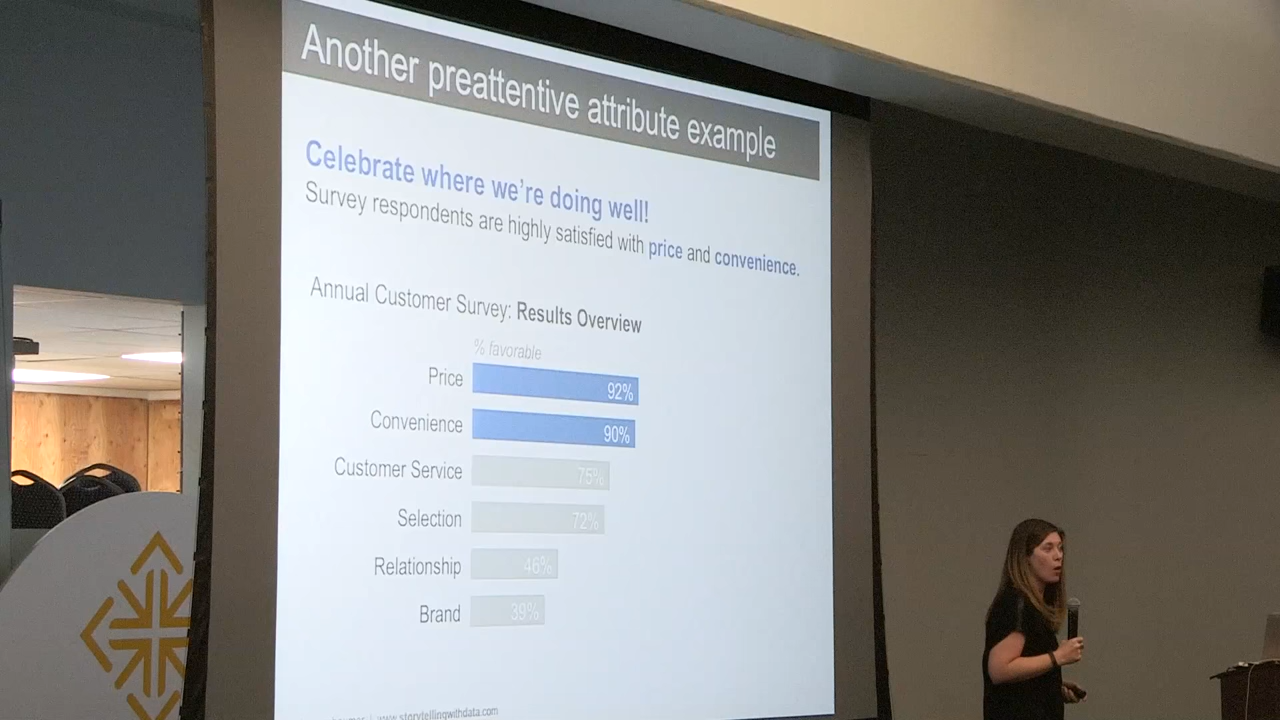 Another preattentive attribute example
Celebrate where we're doing well!
Survey respondents are highly satisfied with price and convenience.
Annual Customer Survey: Results Overview
% favorable
Price 92%
Convenience 90%
Customer Service 75%
Selection 72%
Relationship 46%
Brand 39%
| www.storytellingwithdata.com